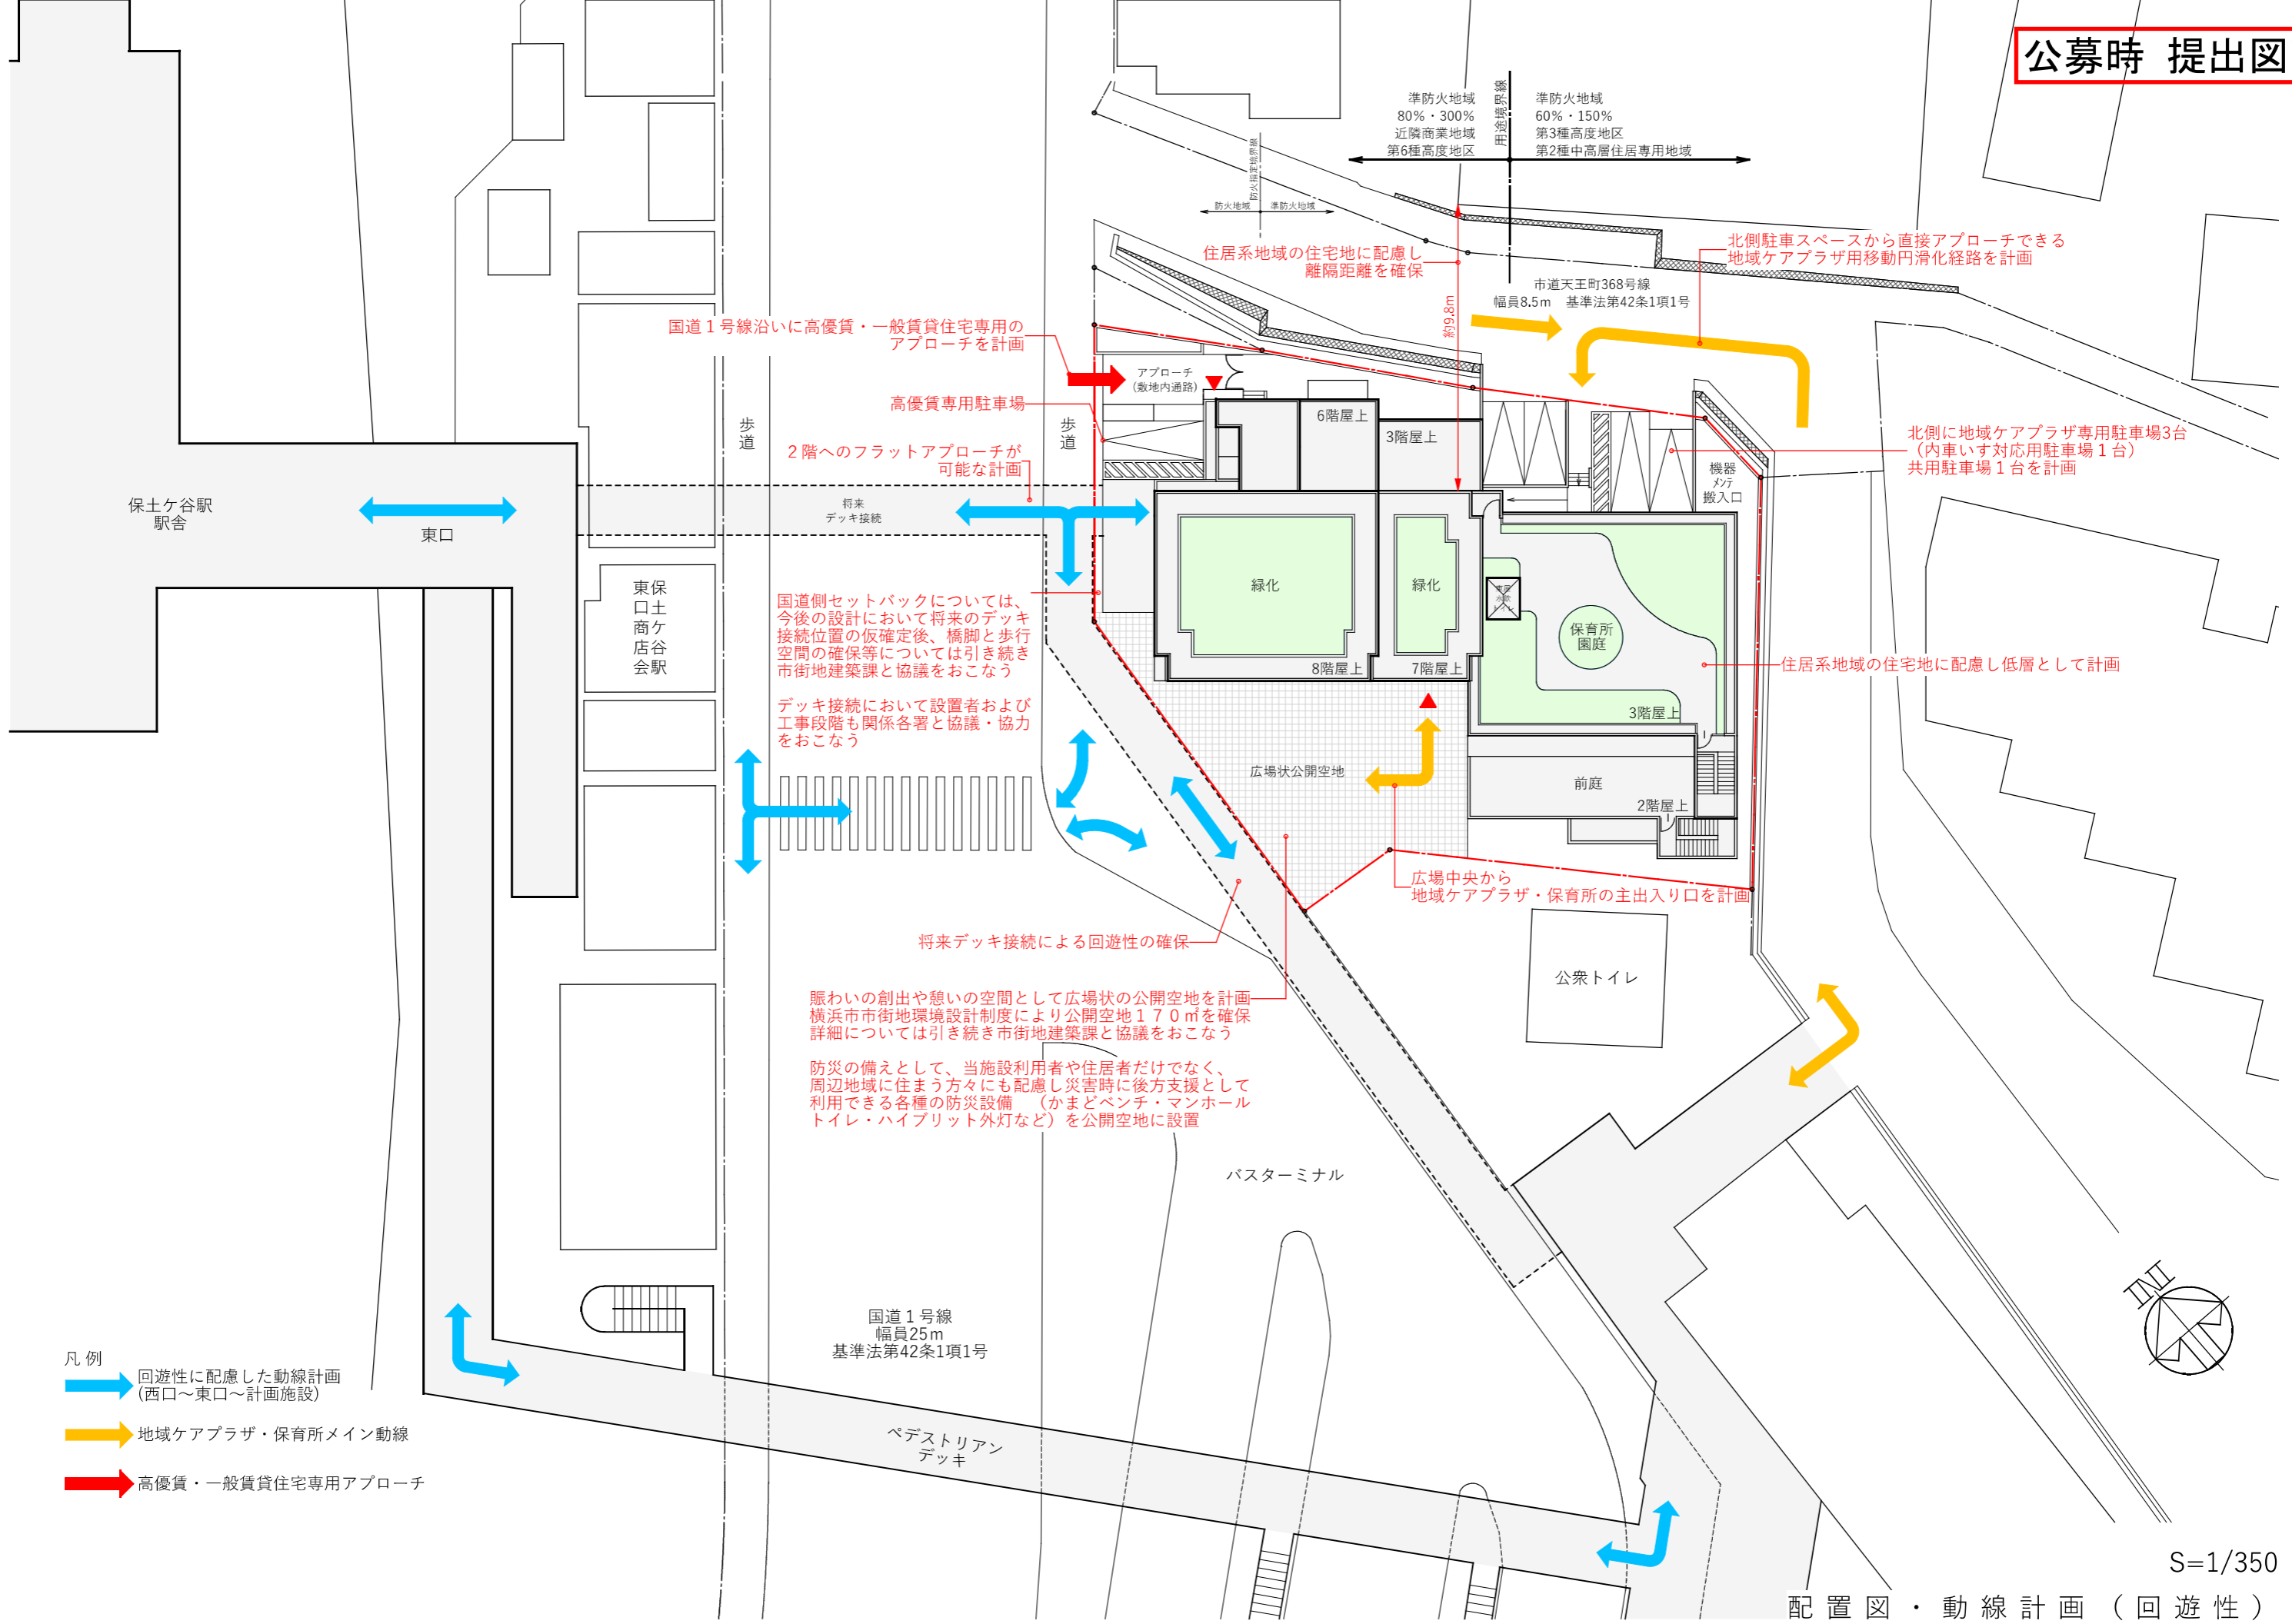 公募時 提出図
準防火地域
80%・300%
近隣商業地域
第6種高度地区
用途境界線
準防火地域
60%・150%
第3種高度地区
第2種中高層住居専用地域
防火指定境界線
防火地域
準防火地域
住居系地域の住宅地に配慮し
離隔距離を確保
約9.8m
北側駐車スペースから直接アプローチできる
地域ケアプラザ用移動円滑化経路を計画
市道天王町368号線
幅員8.5m 基準法第42条1項1号
国道1号線沿いに高優賃・一般賃貸住宅専用の
アプローチを計画
アプローチ
(敷地内通路)
高優賃専用駐車場
歩道
歩道
2階へのフラットアプローチが
可能な計画
6階屋上
3階屋上
北側に地域ケアプラザ専用駐車場3台
(内車いす対応用駐車場1台)
共用駐車場1台を計画
機器
メンテ
搬入口
保土ケ谷駅
駅舎
東口
将来
デッキ接続
緑化
緑化
保育所
園庭
8階屋上
7階屋上
3階屋上
住居系地域の住宅地に配慮し低層として計画
保土ケ谷駅
東口商店会
国道側セットバックについては、
今後の設計において将来のデッキ
接続位置の仮確定後、橋脚と歩行
空間の確保等については引き続き
市街地建築課と協議をおこなう
デッキ接続において設置者および
工事段階も関係各署と協議・協力
をおこなう
広場状公開空地
前庭
2階屋上
広場中央から
地域ケアプラザ・保育所の主出入り口を計画
将来デッキ接続による回遊性の確保
公衆トイレ
賑わいの創出や憩いの空間として広場状の公開空地を計画
横浜市市街地環境設計制度により公開空地170㎡を確保
詳細については引き続き市街地建築課と協議をおこなう
防災の備えとして、当施設利用者や住居者だけでなく、
周辺地域に住まう方々にも配慮し災害時に後方支援として
利用できる各種の防災設備 (かまどベンチ・マンホール
トイレ・ハイブリット外灯など)を公開空地に設置
バスターミナル
国道1号線
幅員25m
基準法第42条1項1号
ペデストリアン
デッキ
凡例
回遊性に配慮した動線計画
(西口～東口～計画施設)
地域ケアプラザ・保育所メイン動線
高優賃・一般賃貸住宅専用アプローチ
N
S=1/350
配置図・動線計画(回遊性)